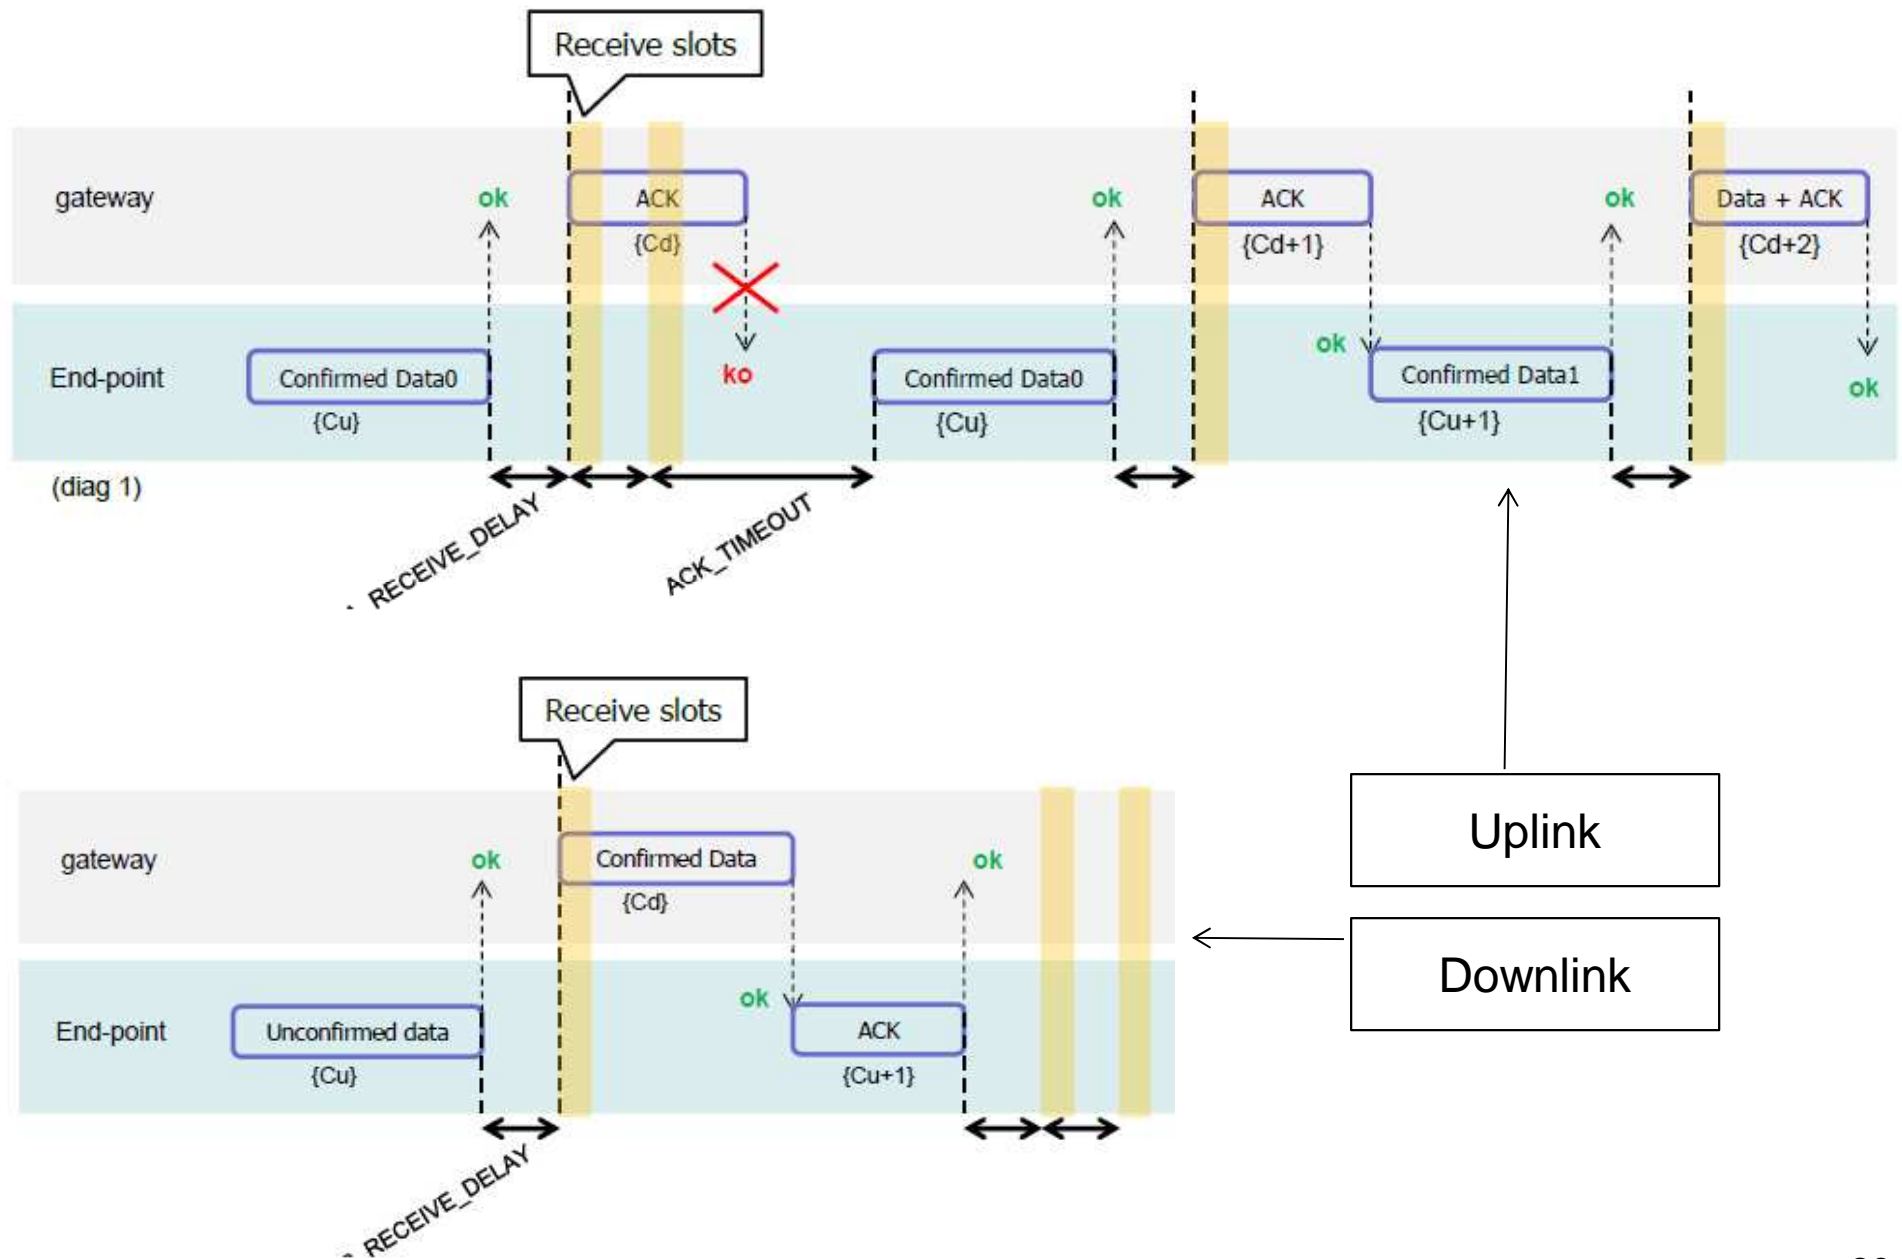 Receive slots
gateway
ok
ACK
{Cd}
ok
ACK
{Cd+1}
ok
Data + ACK
{Cd+2}
End-point
Confirmed Data0
{Cu}
ko
Confirmed Data0
{Cu}
ok
Confirmed Data1
{Cu+1}
ok
(diag 1)
RECEIVE_DELAY
ACK_TIMEOUT
Receive slots
gateway
ok
Confirmed Data
{Cd}
ok
End-point
Unconfirmed data
{Cu}
ok
ACK
{Cu+1}
RECEIVE_DELAY
Uplink
Downlink